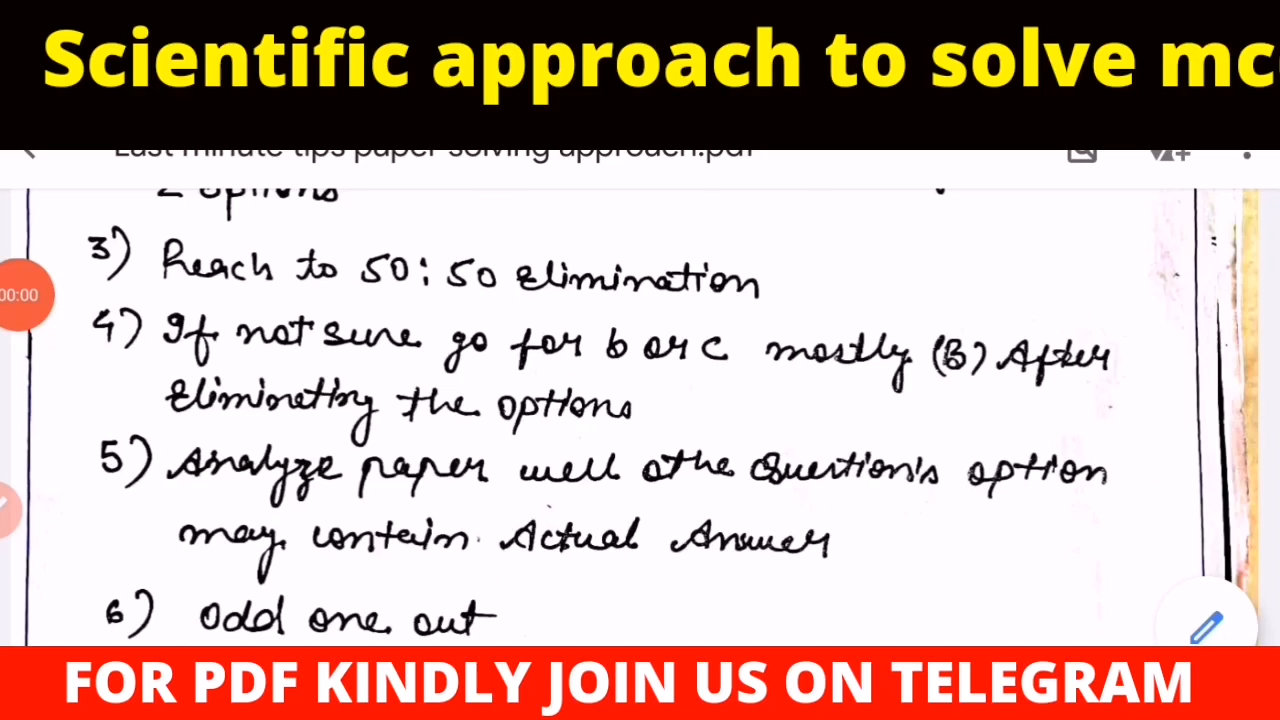 Scientific approach to solve mc
Last minute tips paper solving approach.pdf
2 options
3) Reach to 50:50 Elimination
00:00
4) If not sure go for b or c mostly (B) After
Eliminating the options
5) Analyze paper well othe Question's option
may contain Actual Answer
6) odd one out
FOR PDF KINDLY JOIN US ON TELEGRAM